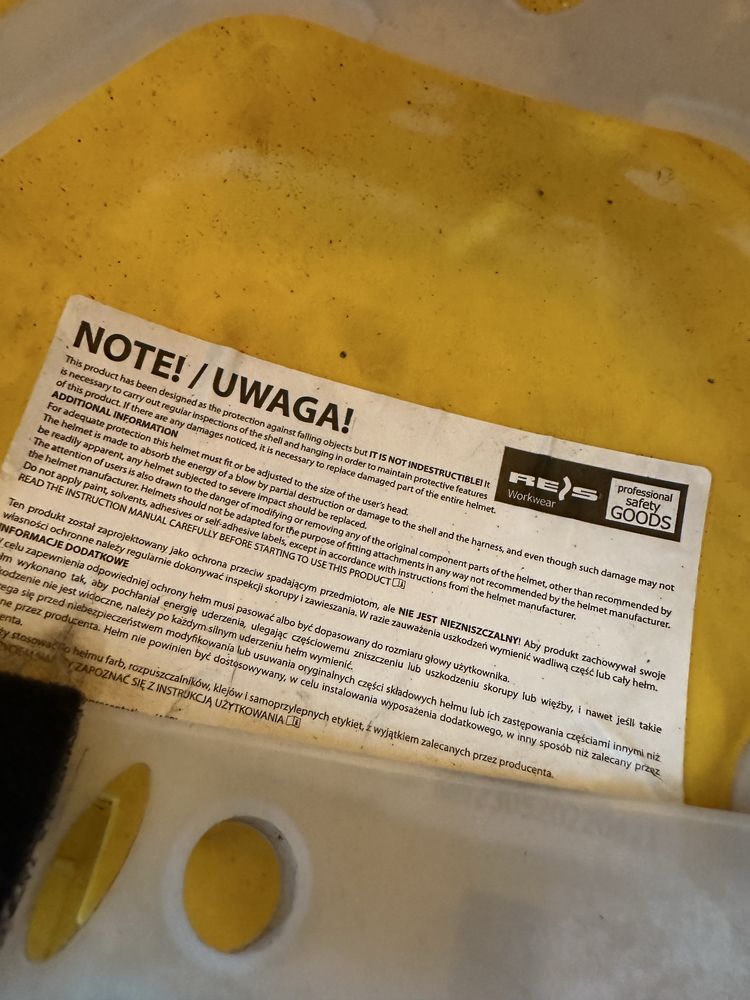 NOTE! / UWAGA!
This product has been designed as the protection against falling objects but IT IS NOT INDESTRUCTIBLE! It
is necessary to carry out regular inspections of the shell and hanging in order to maintain protective features
of this product. If there are any damages noticed, it is necessary to replace damaged part of the entire helmet.
ADDITIONAL INFORMATION
For adequate protection this helmet must fit or be adjusted to the size of the user's head.
The helmet is made to absorb the energy of a blow by partial destruction or damage to the shell and the harness, and even though such damage may not
be readily apparent, any helmet subjected to severe impact should be replaced.
The attention of users is also drawn to the danger of modifying or removing any of the original component parts of the helmet, other than recommended by
the helmet manufacturer. Helmets should not be adapted for the purpose of fitting attachments in any way not recommended by the helmet manufacturer.
Do not apply paint, solvents, adhesives or self-adhesive labels, except in accordance with instructions from the helmet manufacturer.
READ THE INSTRUCTION MANUAL CAREFULLY BEFORE STARTING TO USE THIS PRODUCT
REIS
Workwear
professional
safety
GOODS
Ten produkt został zaprojektowany jako ochrona przeciw spadającym przedmiotom, ale NIE JEST NIEZNISZCZALNY! Aby produkt zachowywał swoje
własności ochronne należy regularnie dokonywać inspekcji skorupy i zawieszania. W razie zauważenia uszkodzeń wymienić wadliwą część lub cały hełm.
INFORMACJE DODATKOWE
celu zapewnienia odpowiedniej ochrony hełm musi pasować albo być dopasowany do rozmiaru głowy użytkownika.
wykonano tak, aby pochłaniał energię uderzenia, ulegając częściowemu zniszczeniu lub uszkodzeniu skorupy lub więźby, i nawet jeśli takie
nie jest widoczne, należy po każdym silnym uderzeniu hełm wymienić.
się przed niebezpieczeństwem modyfikowania lub usuwania oryginalnych części składowych hełmu lub ich zastępowania częściami innymi niż
przez producenta. Hełm nie powinien być dostosowywany, w celu instalowania wyposażenia dodatkowego, w inny sposób niż zalecany przez
stosować do hełmu farb, rozpuszczalników, klejów i samoprzylepnych etykiet, z wyjątkiem zalecanych przez producenta.
ZAPOZNAĆ SIĘ Z INSTRUKCJĄ UŻYTKOWANIA